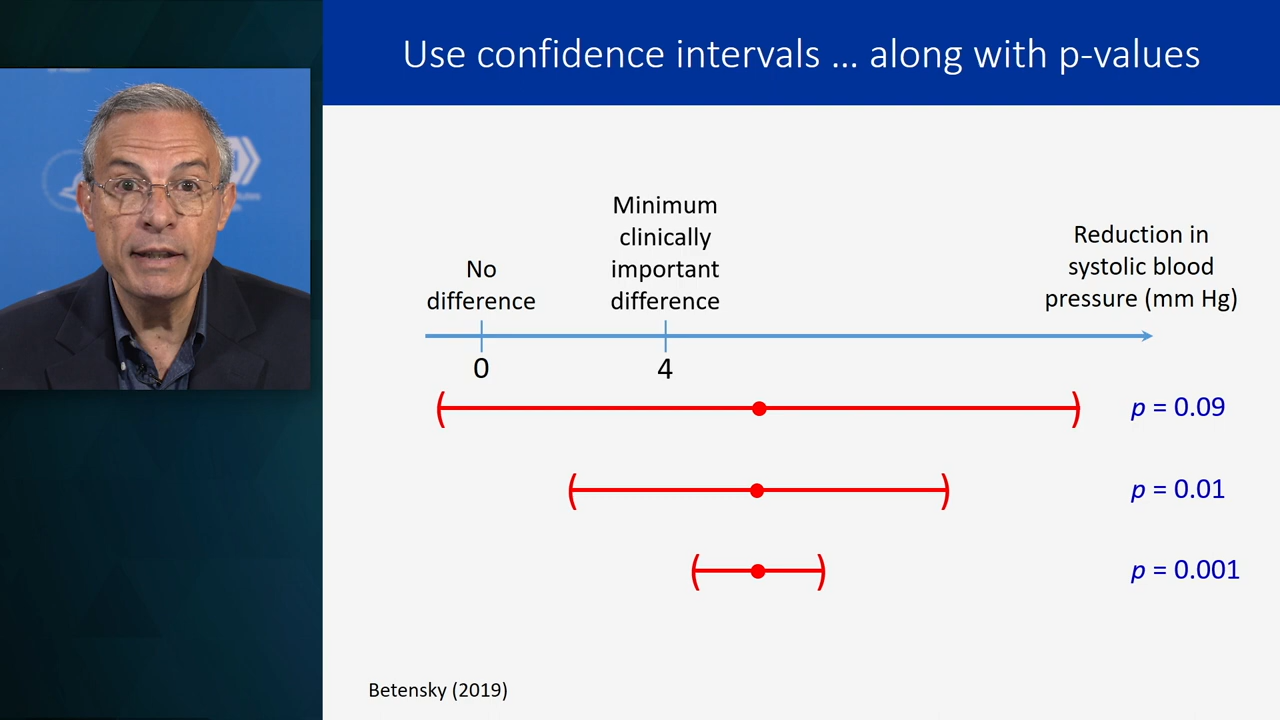 Use confidence intervals ... along with p-values
Minimum
clinically
important
difference
No
difference
Reduction in
systolic blood
pressure (mm Hg)
0
4
p = 0.09
p = 0.01
p = 0.001
Betensky (2019)